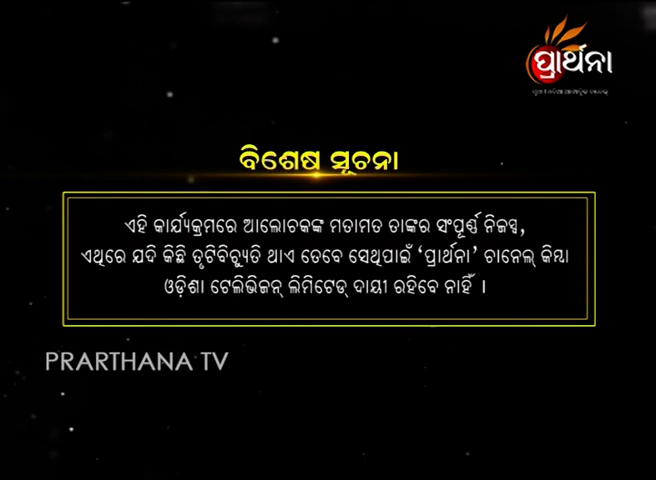 ପ୍ରାର୍ଥନା
ବିଶେଷ ସୂଚନା
ଏହି କାର୍ଯ୍ୟକ୍ରମରେ ଆଲୋଚକଙ୍କ ମତାମତ ତାଙ୍କର ସଂପୂର୍ଣ୍ଣ ନିଜସ୍ୱ,
ଏଥିରେ ଯଦି କିଛି ତୃଟିବିଚ୍ୟୁତି ଥାଏ ତେବେ ସେଥିପାଇଁ ‘ପ୍ରାର୍ଥନା’ ଚାନେଲ୍ କିମ୍ବା
ଓଡ଼ିଶା ଟେଲିଭିଜନ୍ ଲିମିଟେଡ୍ ଦାୟୀ ରହିବେ ନାହିଁ ।
PRARTHANA TV